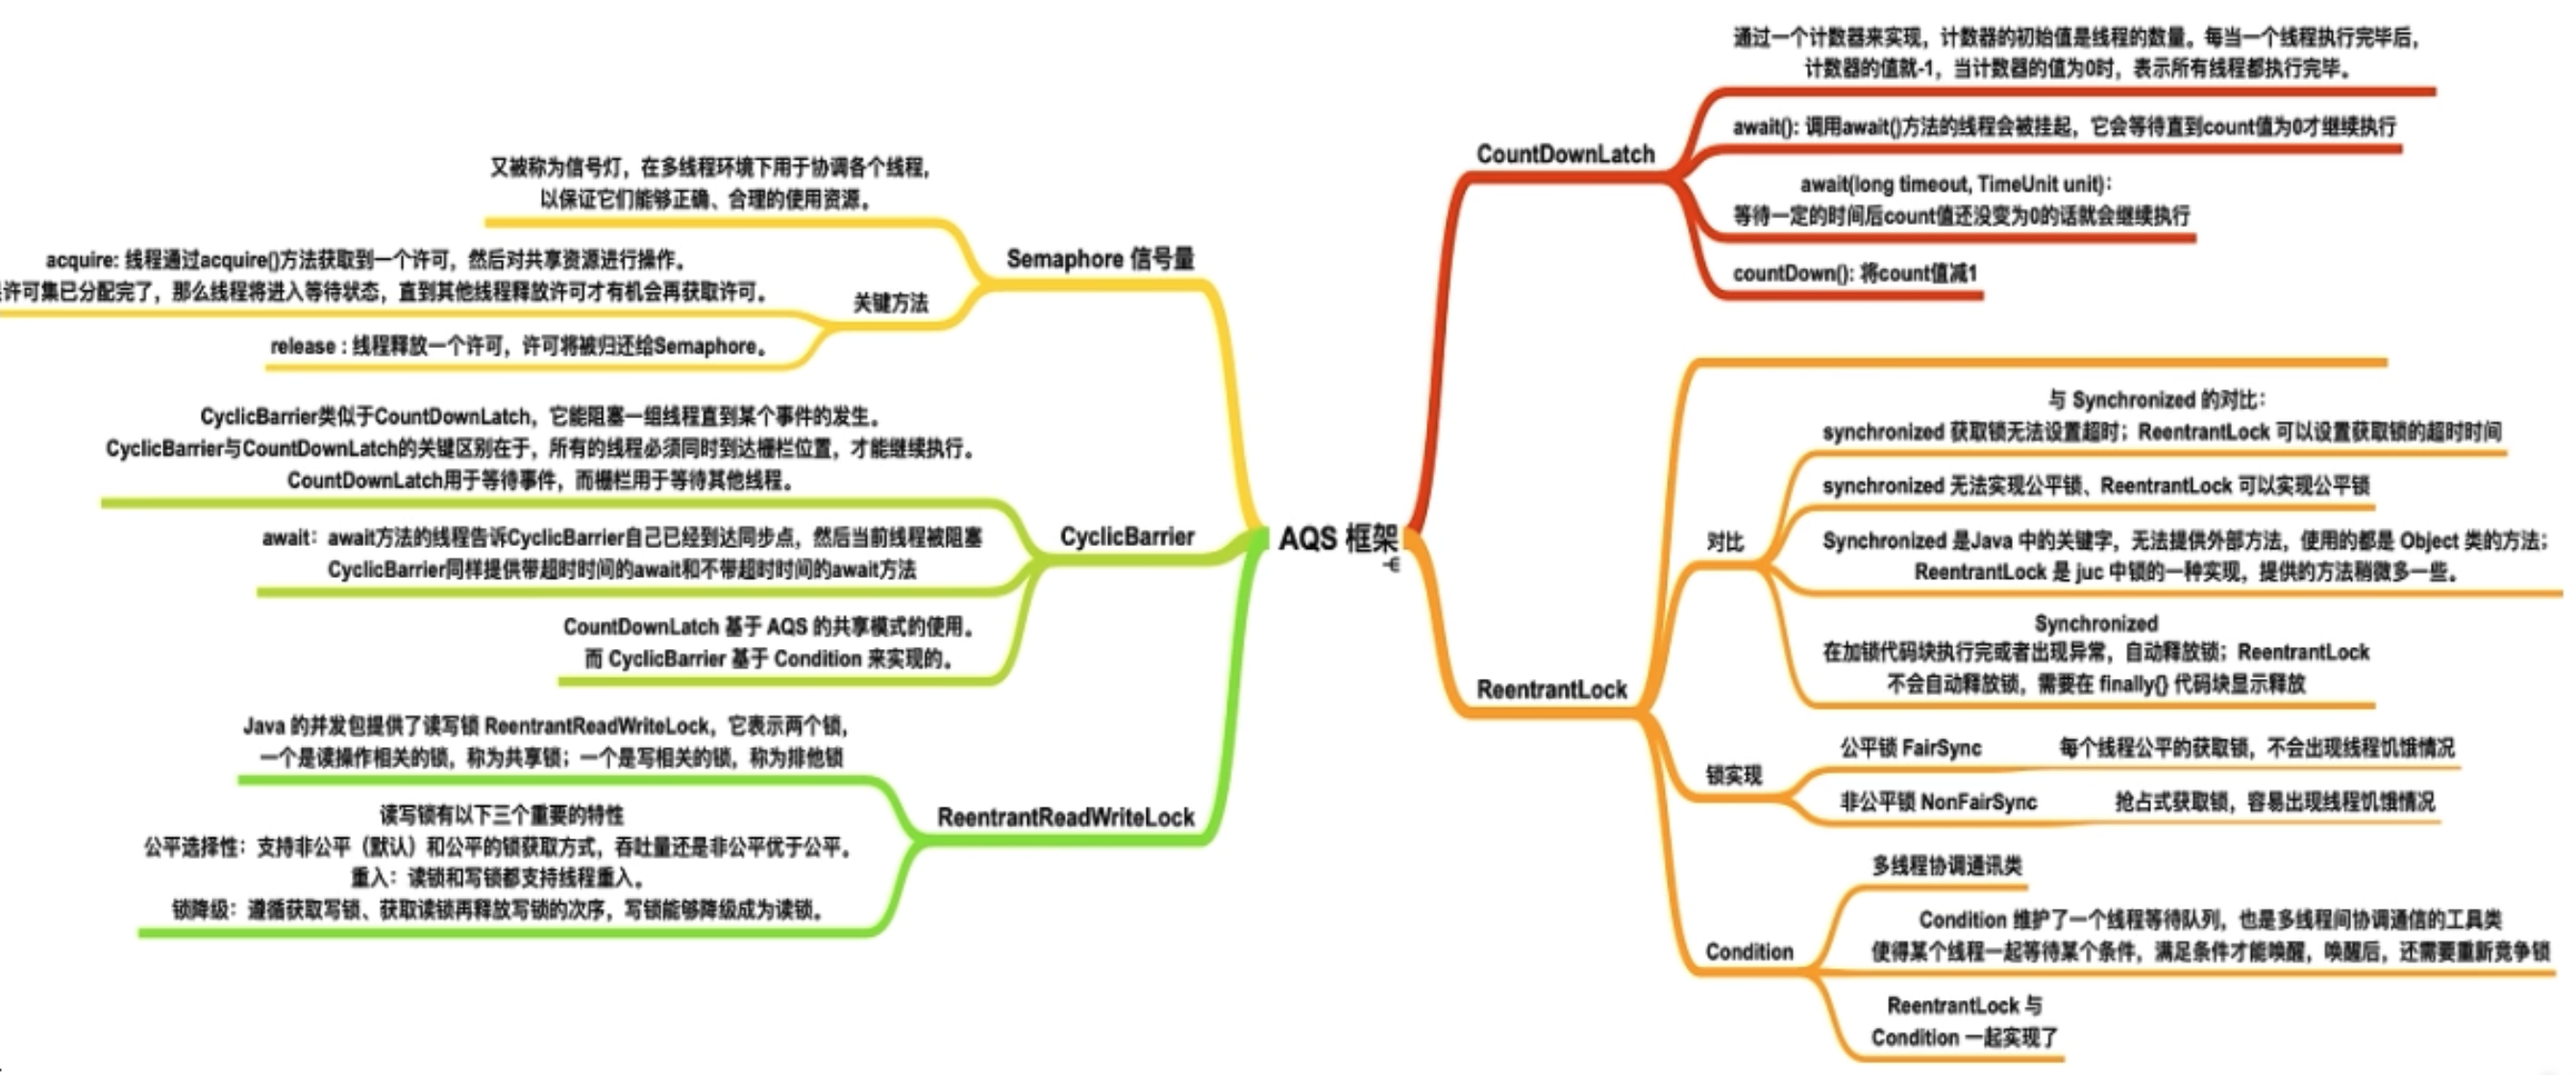 AQS 框架
CountDownLatch
通过一个计数器来实现，计数器的初始值是线程的数量。每当一个线程执行完毕后，
计数器的值就-1，当计数器的值为0时，表示所有线程都执行完毕。
await(): 调用await()方法的线程会被挂起，它会等待直到count值为0才继续执行
await(long timeout, TimeUnit unit)：
等待一定的时间后count值还没变为0的话就会继续执行
countDown(): 将count值减1
ReentrantLock
对比
与 Synchronized 的对比：
synchronized 获取锁无法设置超时；ReentrantLock 可以设置获取锁的超时时间
synchronized 无法实现公平锁、ReentrantLock 可以实现公平锁
Synchronized 是Java 中的关键字，无法提供外部方法，使用的都是 Object 类的方法；
ReentrantLock 是 juc 中锁的一种实现，提供的方法稍微多一些。
Synchronized
在加锁代码块执行完或者出现异常，自动释放锁；ReentrantLock
不会自动释放锁，需要在 finally{} 代码块显示释放
锁实现
公平锁 FairSync 每个线程公平的获取锁，不会出现线程饥饿情况
非公平锁 NonFairSync 抢占式获取锁，容易出现线程饥饿情况
Condition
多线程协调通讯类
Condition 维护了一个线程等待队列，也是多线程间协调通信的工具类
使得某个线程一起等待某个条件，满足条件才能唤醒，唤醒后，还需要重新竞争锁
ReentrantLock 与
Condition 一起实现了
Semaphore 信号量
又被称为信号灯，在多线程环境下用于协调各个线程，
以保证它们能够正确、合理的使用资源。
关键方法
acquire: 线程通过acquire()方法获取到一个许可，然后对共享资源进行操作。
许可集已分配完了，那么线程将进入等待状态，直到其他线程释放许可才有机会再获取许可。
release : 线程释放一个许可，许可将被归还给Semaphore。
CyclicBarrier
CyclicBarrier类似于CountDownLatch，它能阻塞一组线程直到某个事件的发生。
CyclicBarrier与CountDownLatch的关键区别在于，所有的线程必须同时到达栅栏位置，才能继续执行。
CountDownLatch用于等待事件，而栅栏用于等待其他线程。
await：await方法的线程告诉CyclicBarrier自己已经到达同步点，然后当前线程被阻塞
CyclicBarrier同样提供带超时时间的await和不带超时时间的await方法
CountDownLatch 基于 AQS 的共享模式的使用。
而 CyclicBarrier 基于 Condition 来实现的。
ReentrantReadWriteLock
Java 的并发包提供了读写锁 ReentrantReadWriteLock，它表示两个锁，
一个是读操作相关的锁，称为共享锁；一个是写相关的锁，称为排他锁
读写锁有以下三个重要的特性
公平选择性：支持非公平（默认）和公平的锁获取方式，吞吐量还是非公平优于公平。
重入：读锁和写锁都支持线程重入。
锁降级：遵循获取写锁、获取读锁再释放写锁的次序，写锁能够降级成为读锁。